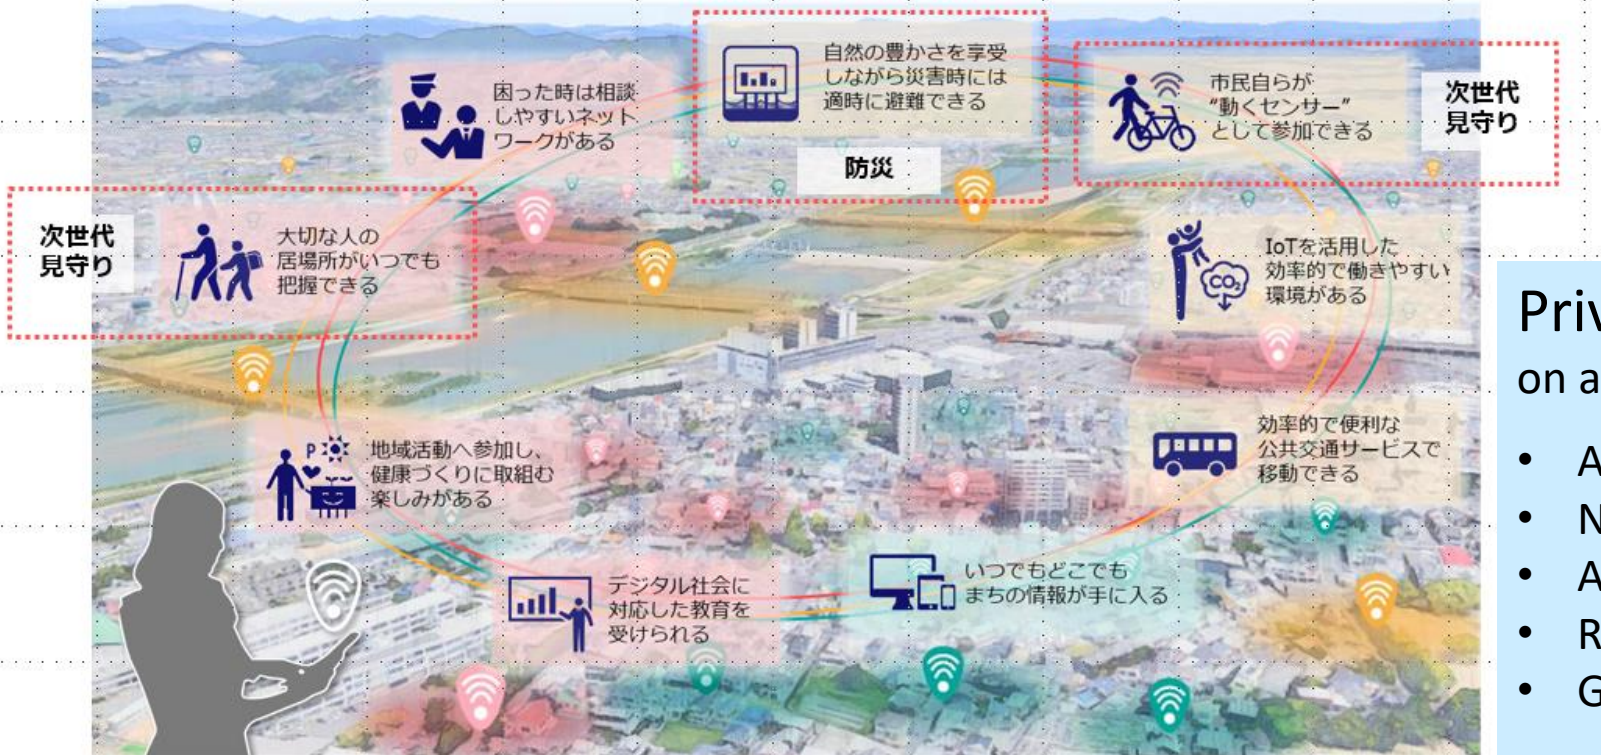 困った時は相談
しやすいネット
ワークがある
自然の豊かさを享受
しながら災害時には
適時に避難できる
防災
市民自らが
“動くセンサー”
として参加できる
次世代
見守り
次世代
見守り
大切な人の
居場所がいつでも
把握できる
IoTを活用した
効率的で働きやすい
環境がある
CO₂
地域活動へ参加し、
健康づくりに取組む
楽しみがある
P
効率的で便利な
公共交通サービスで
移動できる
デジタル社会に
対応した教育を
受けられる
いつでもどこでも
まちの情報が手に入る
on a
• A
• N
• A
• R
• G